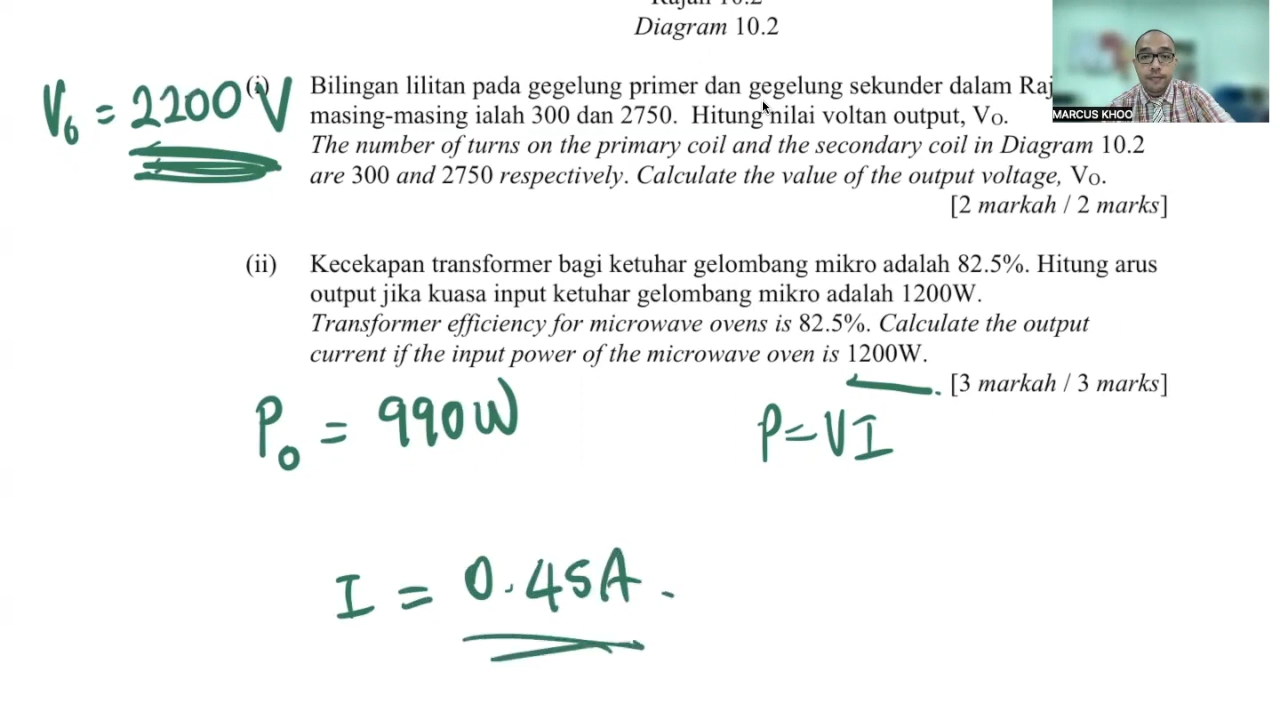 Rajah 10.2
Diagram 10.2
V₀ = 2200 V
(i) Bilingan lilitan pada gegelung primer dan gegelung sekunder dalam Raj
masing-masing ialah 300 dan 2750. Hitung nilai voltan output, Vo.
The number of turns on the primary coil and the secondary coil in Diagram 10.2
are 300 and 2750 respectively. Calculate the value of the output voltage, Vo.
[2 markah / 2 marks]
MARCUS KHOO
(ii) Kecekapan transformer bagi ketuhar gelombang mikro adalah 82.5%. Hitung arus
output jika kuasa input ketuhar gelombang mikro adalah 1200W.
Transformer efficiency for microwave ovens is 82.5%. Calculate the output
current if the input power of the microwave oven is 1200W.
[3 markah / 3 marks]
P₀ = 990W
P=VI
I = 0.45A.